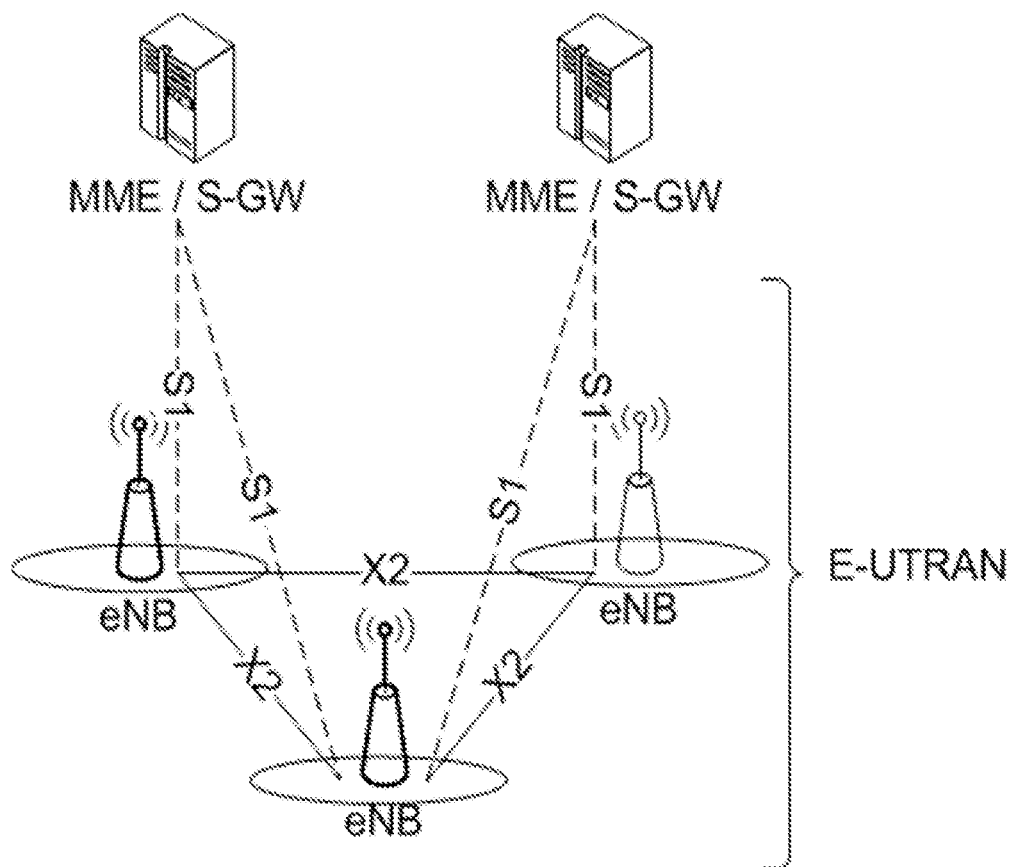 MME / S-GW
MME / S-GW
S1
S1
S1
S1
X2
E-UTRAN
eNB
eNB
X2
X2
eNB